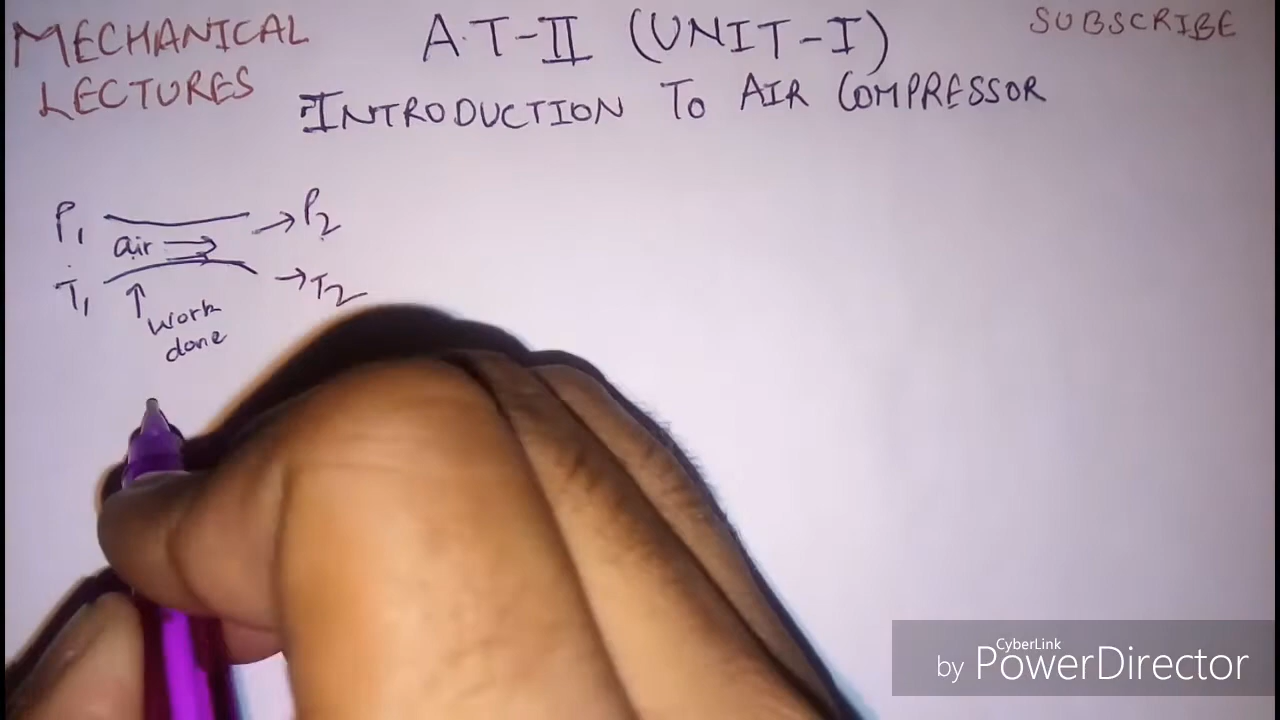 MECHANICAL LECTURES
A.T-II (UNIT-I)
SUBSCRIBE
INTRODUCTION TO AIR COMPRESSOR
P1 air → P2
T1 → T2
↑ work done
CyberLink
by PowerDirector